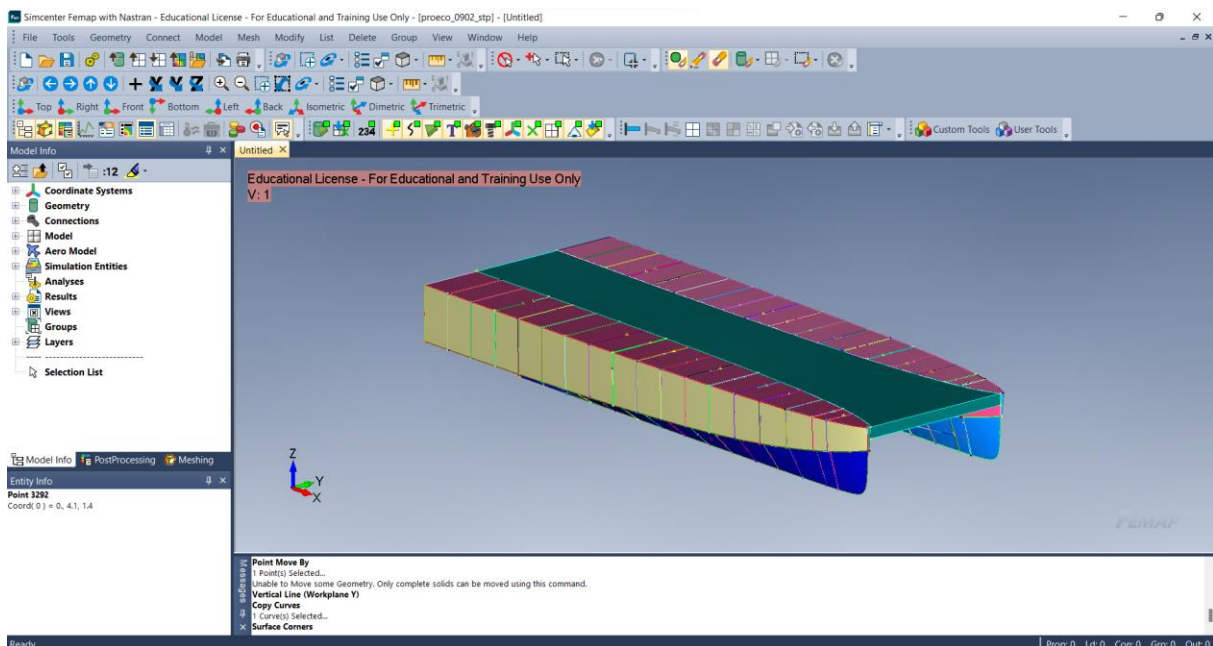 Simcenter Femap with Nastran - Educational License - For Educational and Training Use Only - [proeco_0902_stp] - [Untitled]
File Tools Geometry Connect Model Mesh Modify List Delete Group View Window Help
Top Right Front Bottom Left Back Isometric Dimetric Trimetric
234 T Custom Tools User Tools
Model Info
Untitled
:12
Educational License - For Educational and Training Use Only
V: 1
Coordinate Systems
Geometry
Connections
Model
Aero Model
Simulation Entities
Analyses
Results
Views
Groups
Layers
Selection List
Model Info PostProcessing Meshing
Entity Info
Point 3292
Coord( 0 ) = 0., 4.1, 1.4
Z
Y
X
FEMAP
Messages
Point Move By
1 Point(s) Selected...
Unable to Move some Geometry. Only complete solids can be moved using this command.
Vertical Line (Workplane Y)
Copy Curves
1 Curve(s) Selected...
Surface Corners
Ready
Prop: 0 Ld: 0 Con: 0 Grp: 0 Out: 0